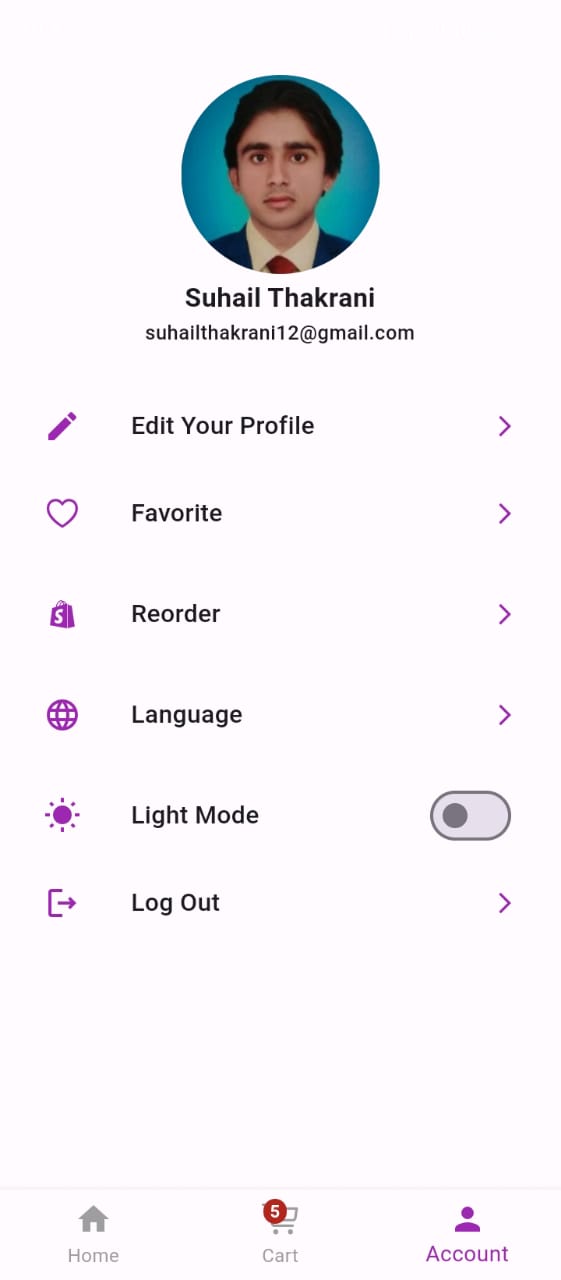 Suhail Thakrani
suhailthakrani12@gmail.com
Edit Your Profile
Favorite
Reorder
Language
Light Mode
Log Out
5
Home
Cart
Account